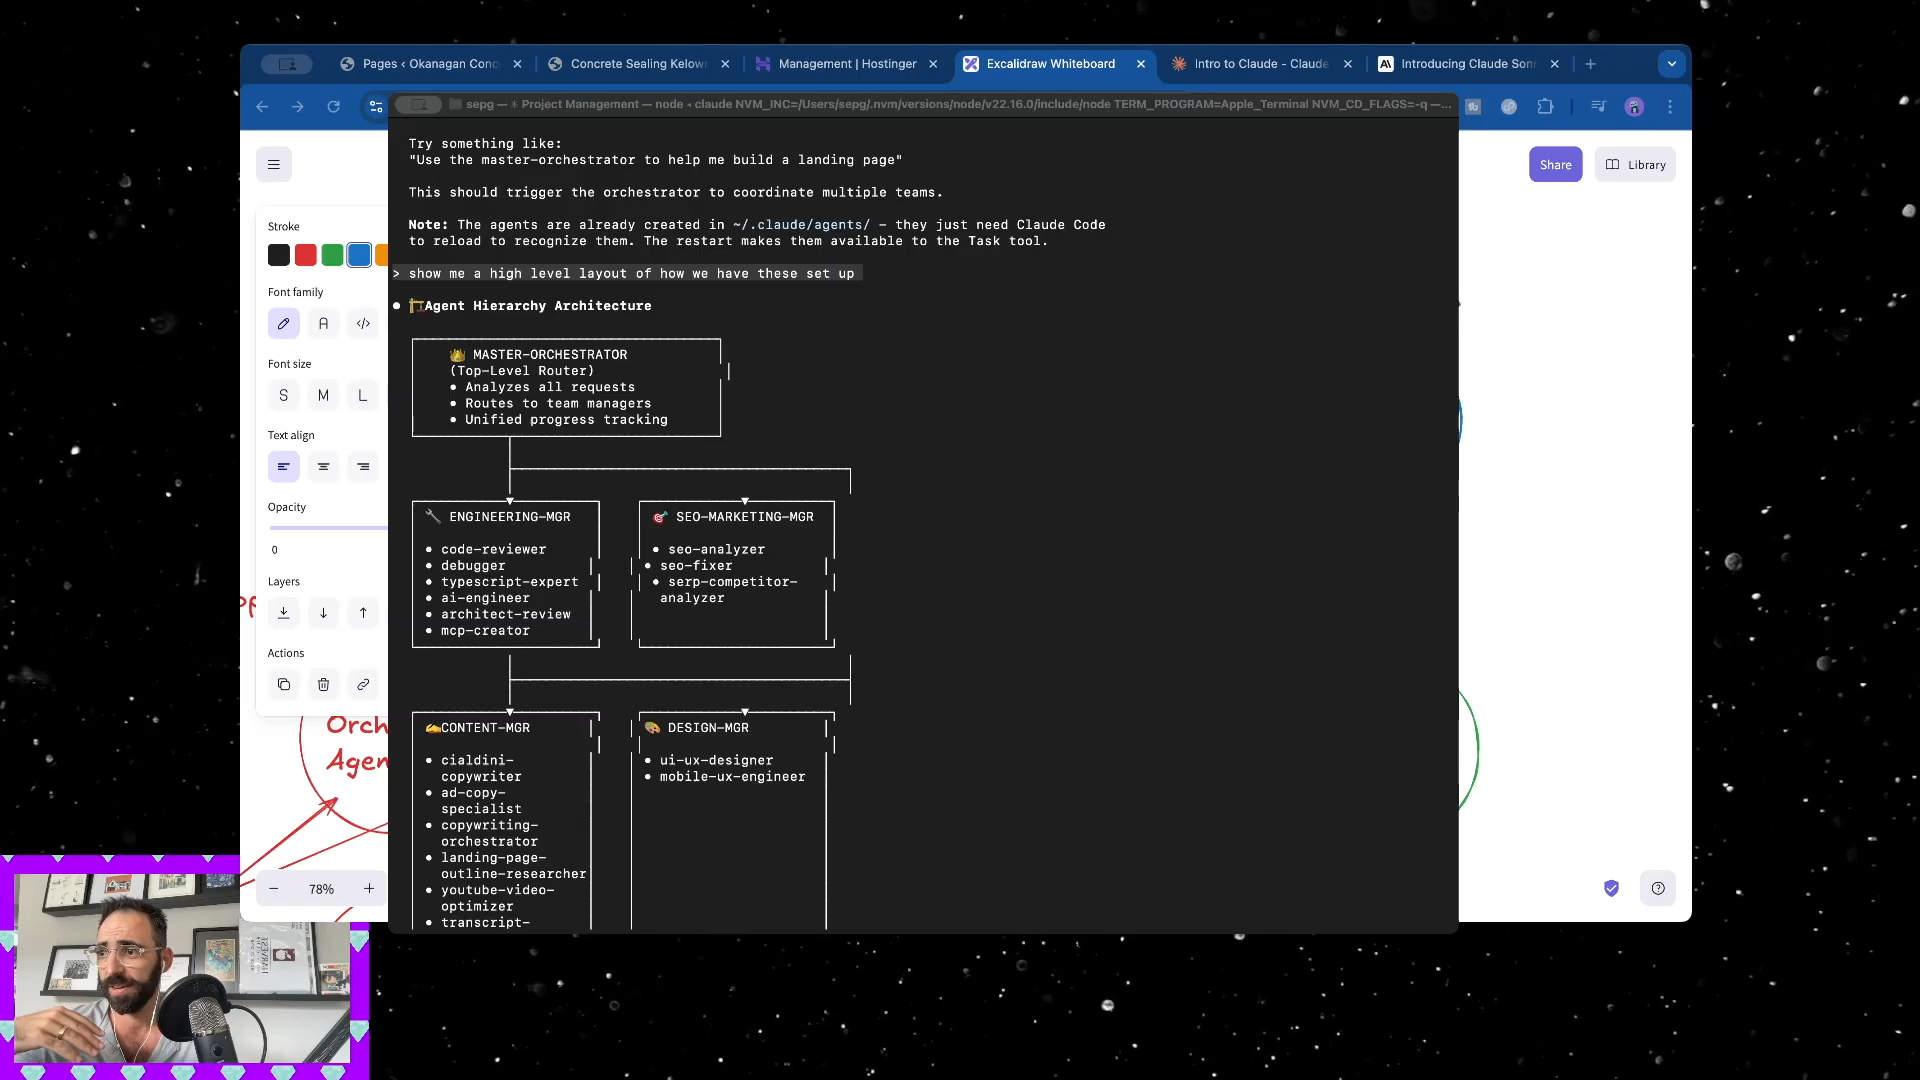 Pages ‹ Okanagan Conc
Concrete Sealing Kelown
Management | Hostinger
Excalidraw Whiteboard
Intro to Claude - Claude
Introducing Claude Sonn
sepg — ✳ Project Management — node ◂ claude NVM_INC=/Users/sepg/.nvm/versions/node/v22.16.0/include/node TERM_PROGRAM=Apple_Terminal NVM_CD_FLAGS=-q —...
Share
Library
Stroke
Font family
A
</>
Font size
S M L
Text align
Opacity
0
Layers
Actions
Orch
Agen
78%
Try something like:
"Use the master-orchestrator to help me build a landing page"
This should trigger the orchestrator to coordinate multiple teams.
Note: The agents are already created in ~/.claude/agents/ – they just need Claude Code
to reload to recognize them. The restart makes them available to the Task tool.
> show me a high level layout of how we have these set up
● 🏗️Agent Hierarchy Architecture
👑 MASTER-ORCHESTRATOR
(Top-Level Router)
• Analyzes all requests
• Routes to team managers
• Unified progress tracking
🔧 ENGINEERING-MGR
• code-reviewer
• debugger
• typescript-expert
• ai-engineer
• architect-review
• mcp-creator
🎯 SEO-MARKETING-MGR
• seo-analyzer
• seo-fixer
• serp-competitor-
analyzer
✍️CONTENT-MGR
• cialdini-
copywriter
• ad-copy-
specialist
• copywriting-
orchestrator
• landing-page-
outline-researcher
• youtube-video-
optimizer
• transcript-
🎨 DESIGN-MGR
• ui-ux-designer
• mobile-ux-engineer